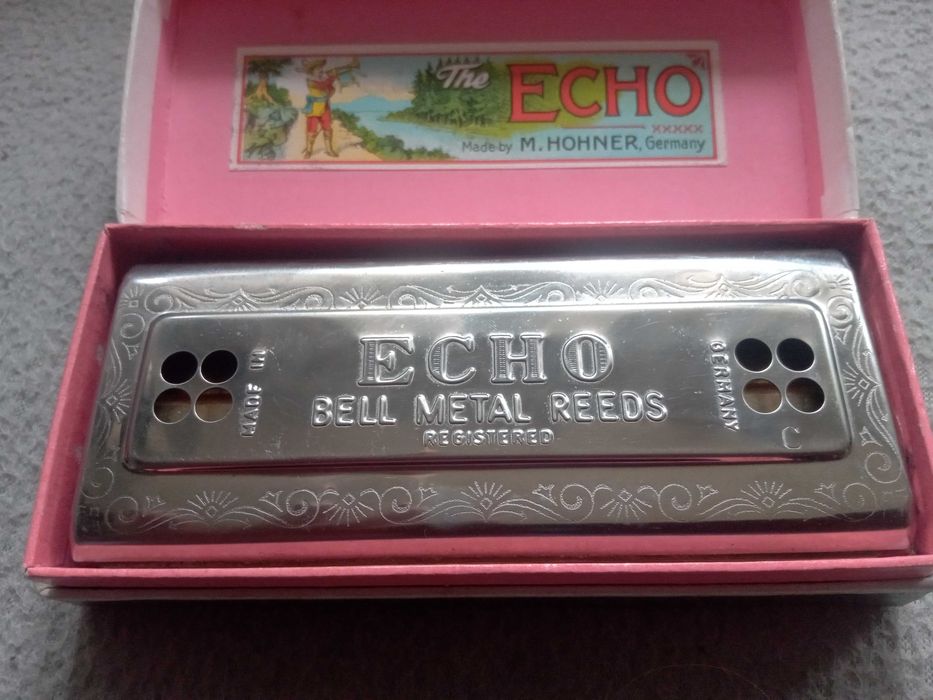 The ECHO
xxxxx
Made by M. HOHNER, Germany
ECHO
BELL METAL REEDS
REGISTERED
MADE IN
GERMANY
C